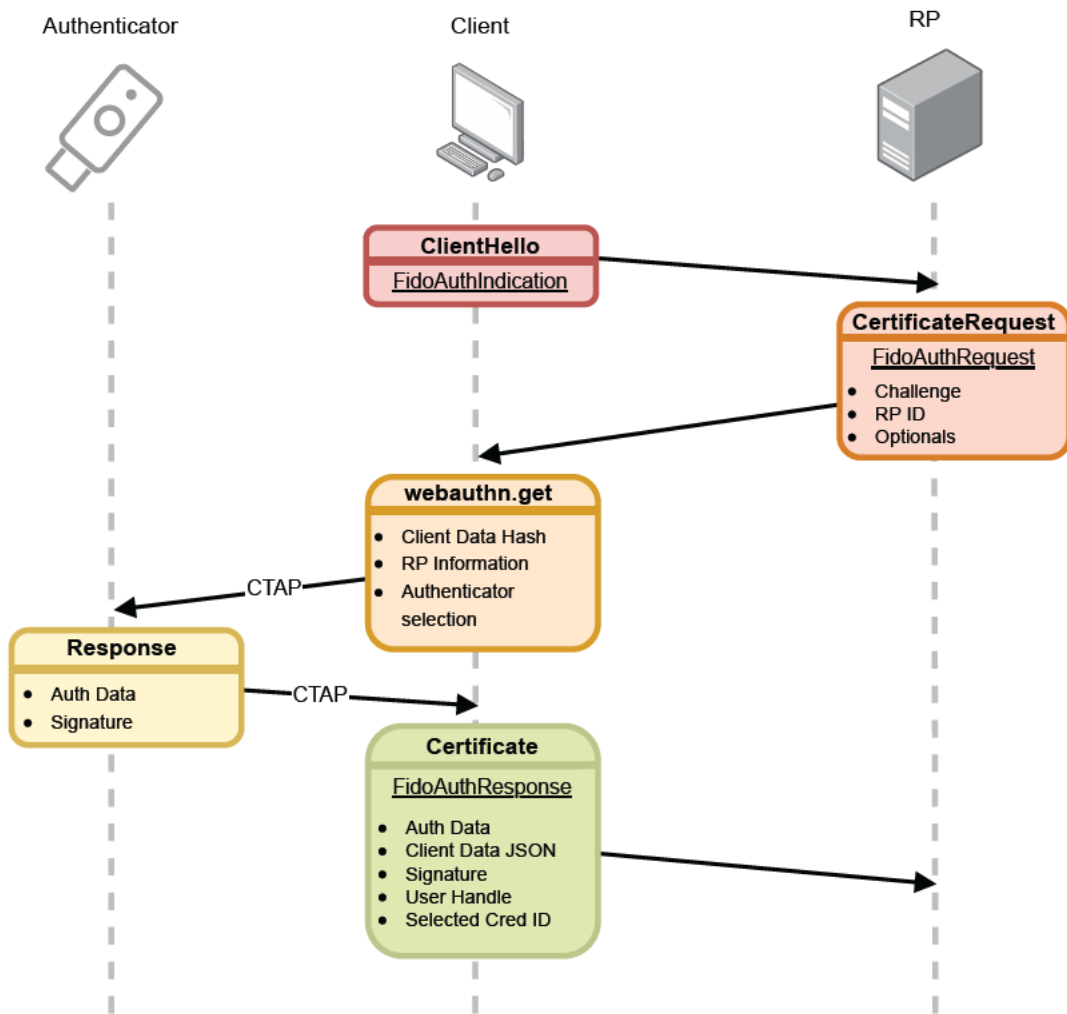 Authenticator
Client
RP
ClientHello
FidoAuthIndication
CertificateRequest
FidoAuthRequest
Challenge
RP ID
Optionals
webauthn.get
Client Data Hash
RP Information
Authenticator
selection
CTAP
Response
Auth Data
Signature
CTAP
Certificate
FidoAuthResponse
Auth Data
Client Data JSON
Signature
User Handle
Selected Cred ID